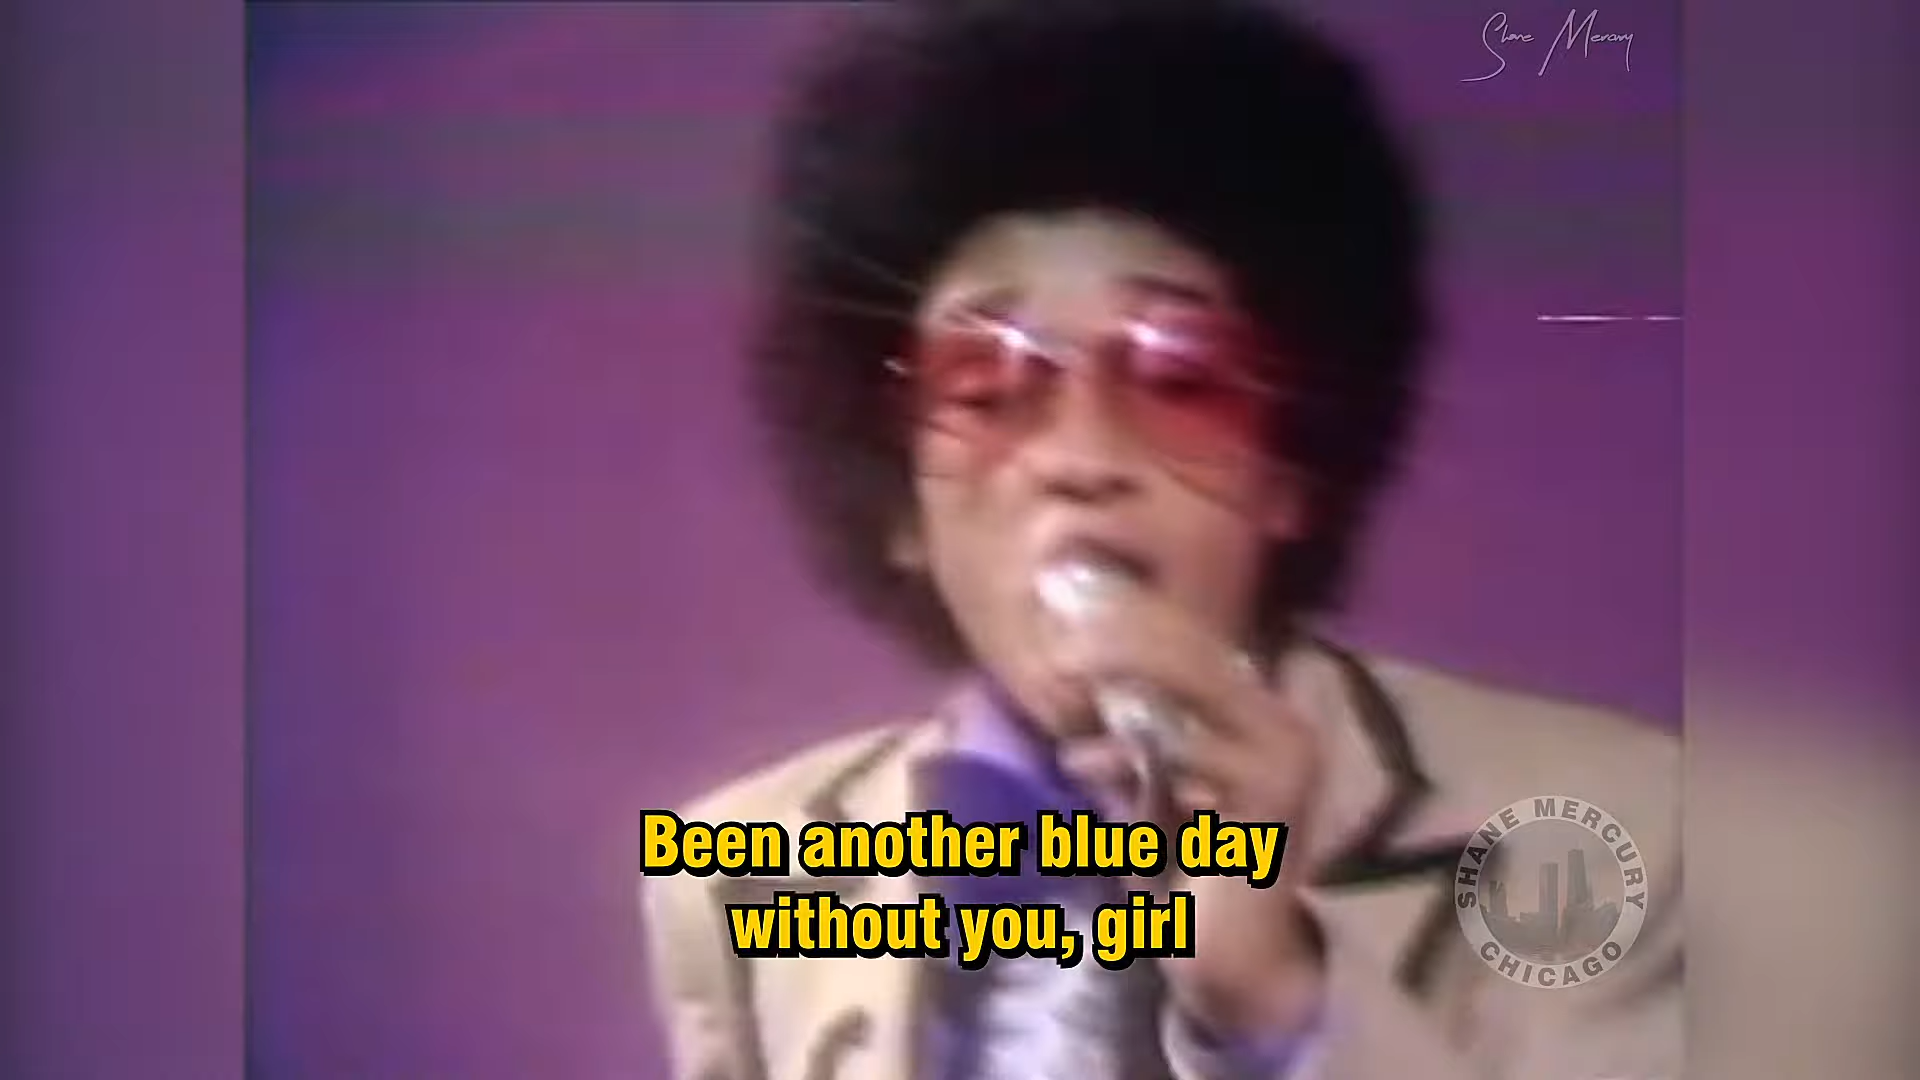 Shane Mercury
Been another blue day
without you, girl
SHANE MERCURY
CHICAGO